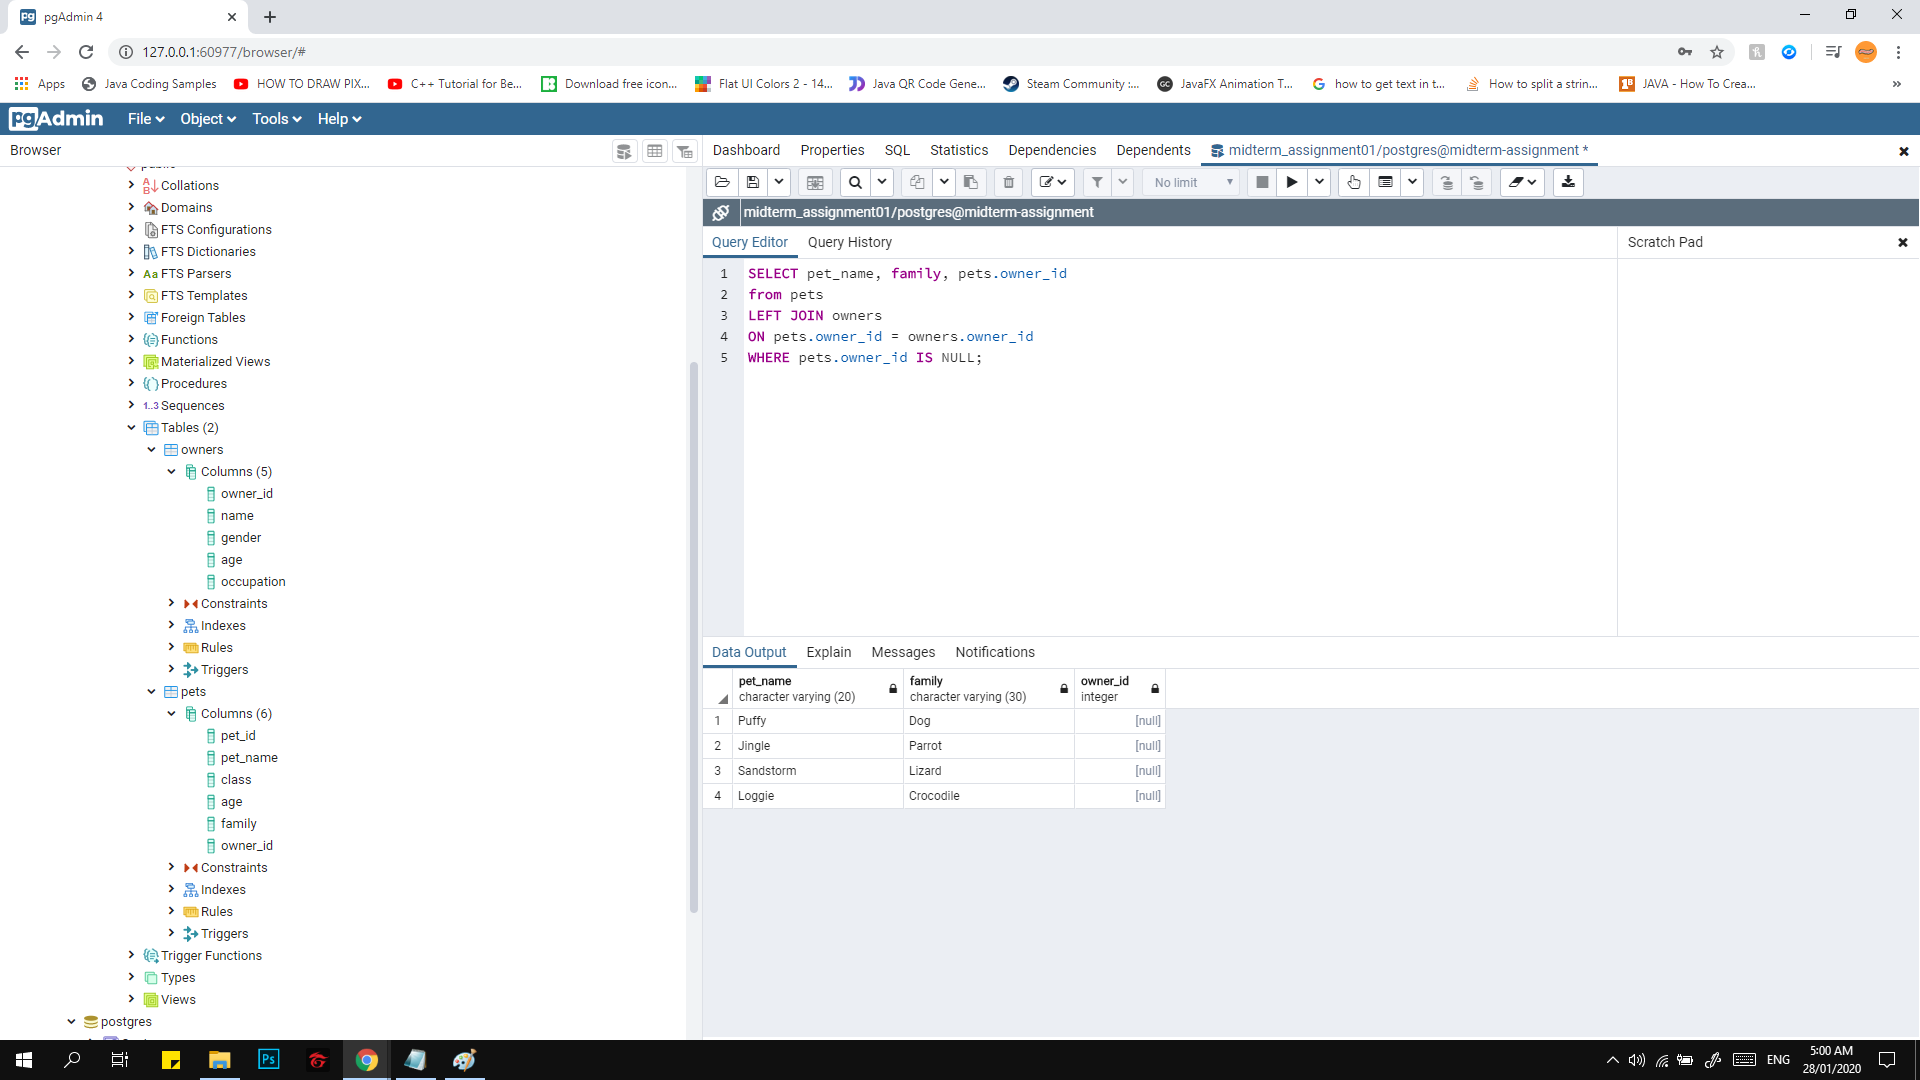 pgAdmin 4
127.0.0.1:60977/browser/#
Apps
Java Coding Samples
HOW TO DRAW PIX...
C++ Tutorial for Be...
Download free icon...
Flat UI Colors 2 - 14...
Java QR Code Gene...
Steam Community :...
JavaFX Animation T...
how to get text in t...
How to split a strin...
JAVA - How To Crea...
pgAdmin
File
Object
Tools
Help
Browser
Collations
Domains
FTS Configurations
FTS Dictionaries
FTS Parsers
FTS Templates
Foreign Tables
Functions
Materialized Views
Procedures
1..3 Sequences
Tables (2)
owners
Columns (5)
owner_id
name
gender
age
occupation
Constraints
Indexes
Rules
Triggers
pets
Columns (6)
pet_id
pet_name
class
age
family
owner_id
Constraints
Indexes
Rules
Triggers
Trigger Functions
Types
Views
postgres
Dashboard
Properties
SQL
Statistics
Dependencies
Dependents
midterm_assignment01/postgres@midterm-assignment *
No limit
midterm_assignment01/postgres@midterm-assignment
Query Editor
Query History
Scratch Pad
1 SELECT pet_name, family, pets.owner_id
2 from pets
3 LEFT JOIN owners
4 ON pets.owner_id = owners.owner_id
5 WHERE pets.owner_id IS NULL;
Data Output
Explain
Messages
Notifications
pet_name family owner_id
character varying (20) character varying (30) integer
1 Puffy Dog [null]
2 Jingle Parrot [null]
3 Sandstorm Lizard [null]
4 Loggie Crocodile [null]
Ps
ENG
5:00 AM
28/01/2020